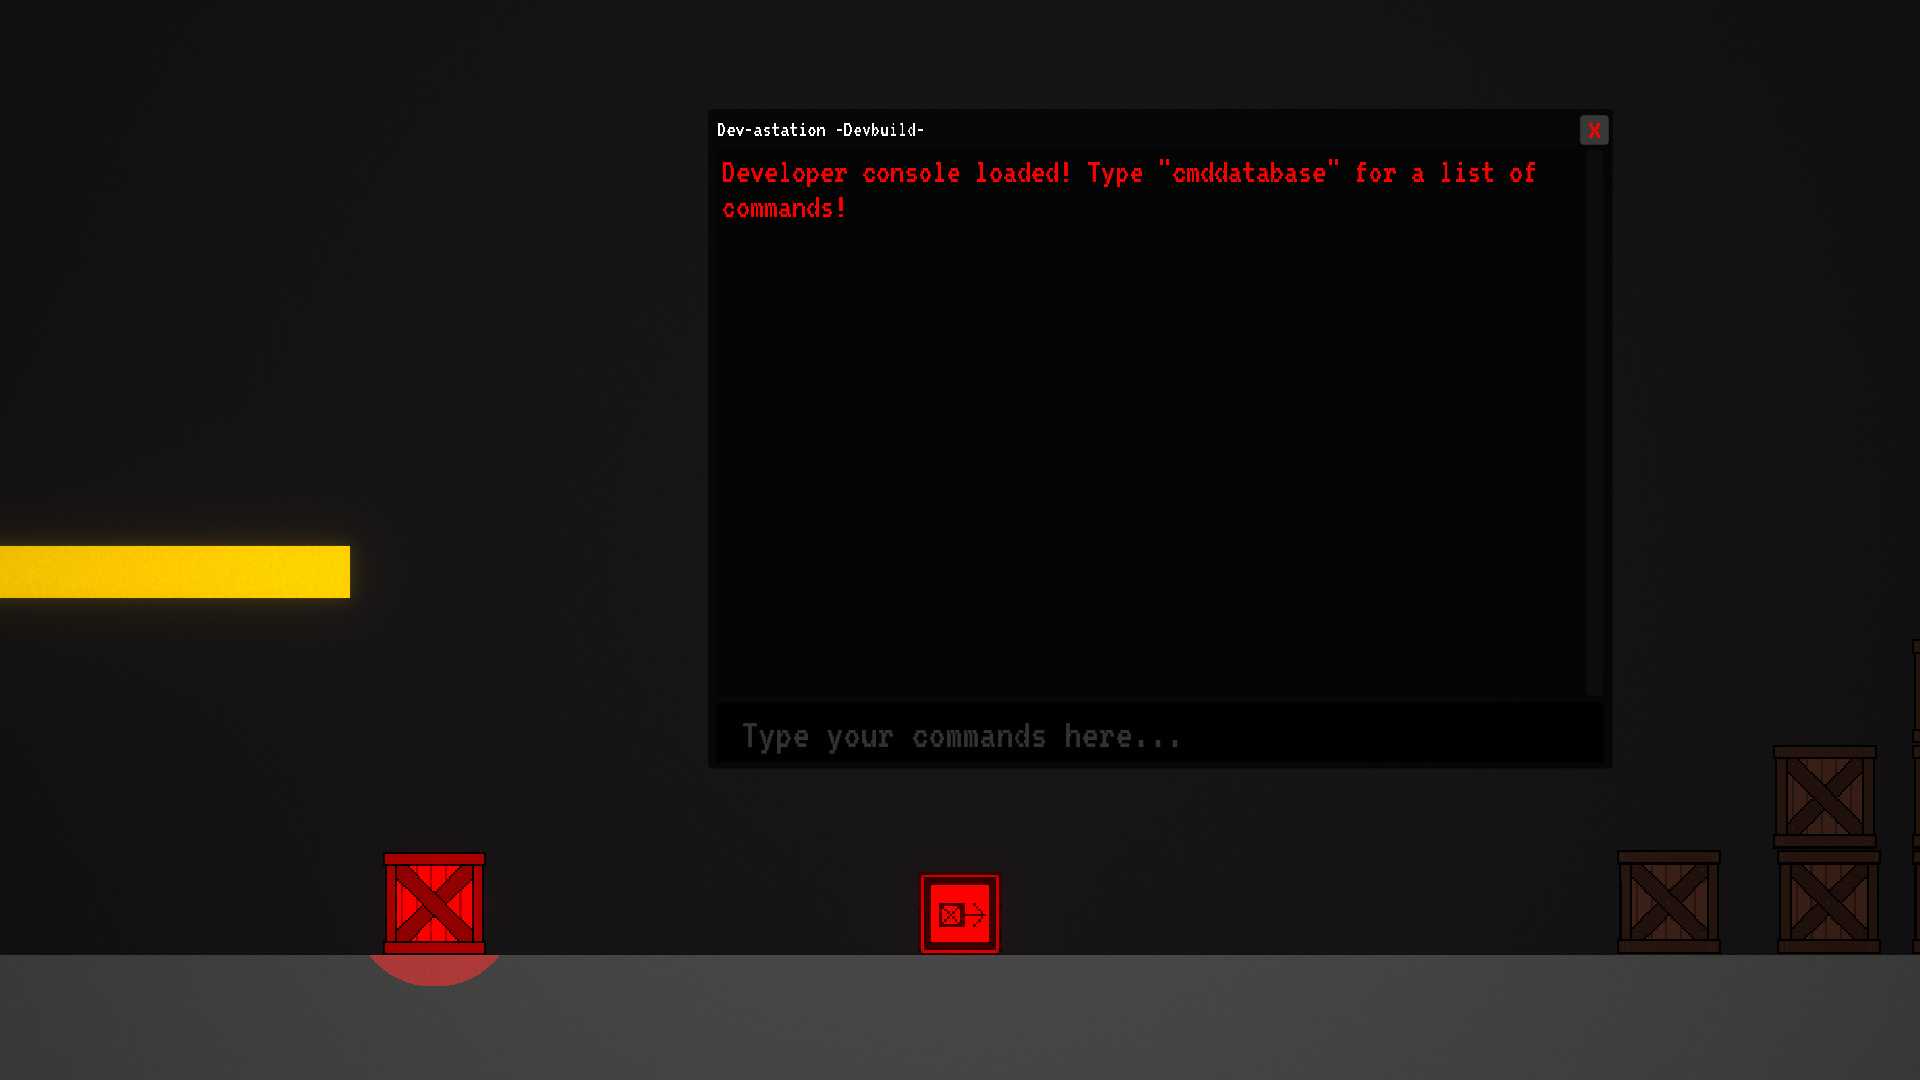 Dev-astation -Devbuild-
X
Developer console loaded! Type "cmddatabase" for a list of
commands!
Type your commands here...